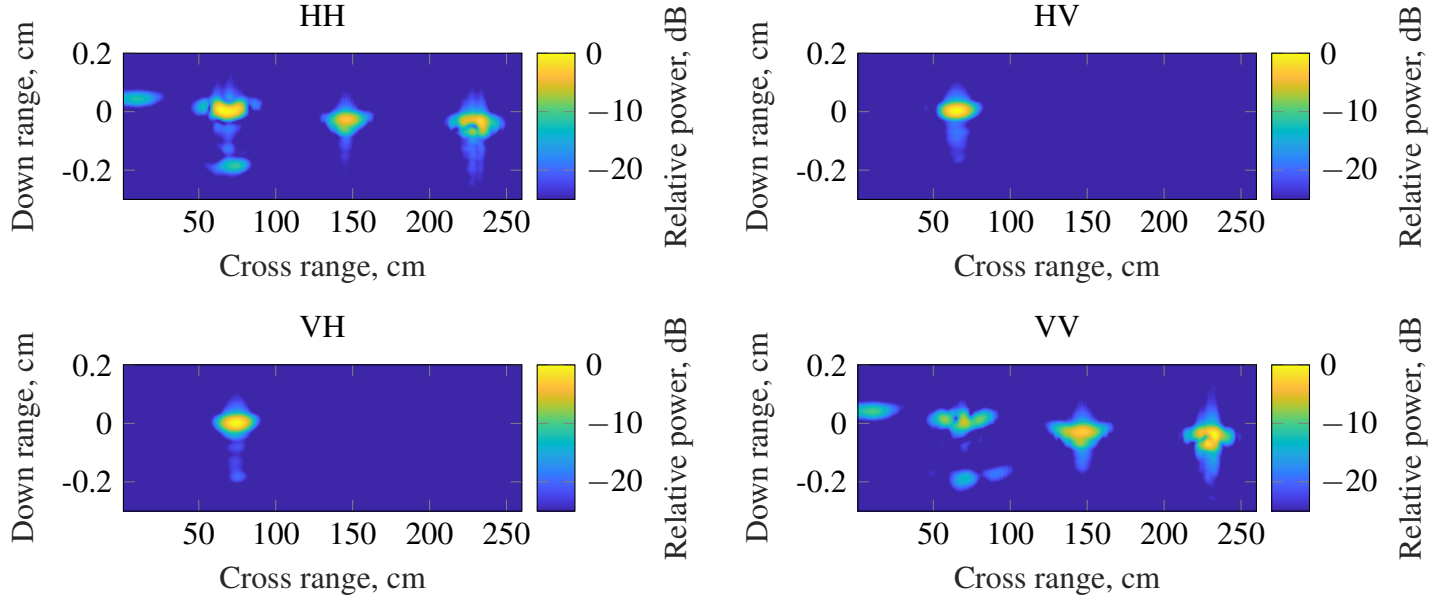 HH
Down range, cm
0.2
0
-0.2
50 100 150 200 250
Cross range, cm
0
−10
−20
Relative power, dB
HV
Down range, cm
0.2
0
-0.2
50 100 150 200 250
Cross range, cm
0
−10
−20
Relative power, dB
VH
Down range, cm
0.2
0
-0.2
50 100 150 200 250
Cross range, cm
0
−10
−20
Relative power, dB
VV
Down range, cm
0.2
0
-0.2
50 100 150 200 250
Cross range, cm
0
−10
−20
Relative power, dB